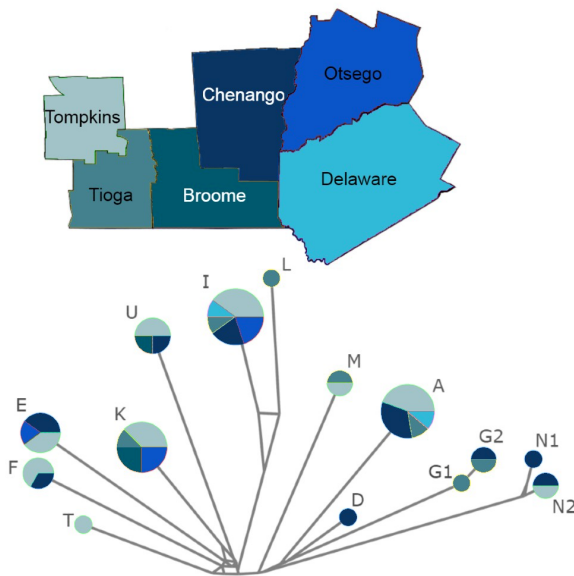 Otsego
Chenango
Tompkins
Tioga
Broome
Delaware
L
I
U
M
A
E
K
G2
N1
F
G1
D
N2
T